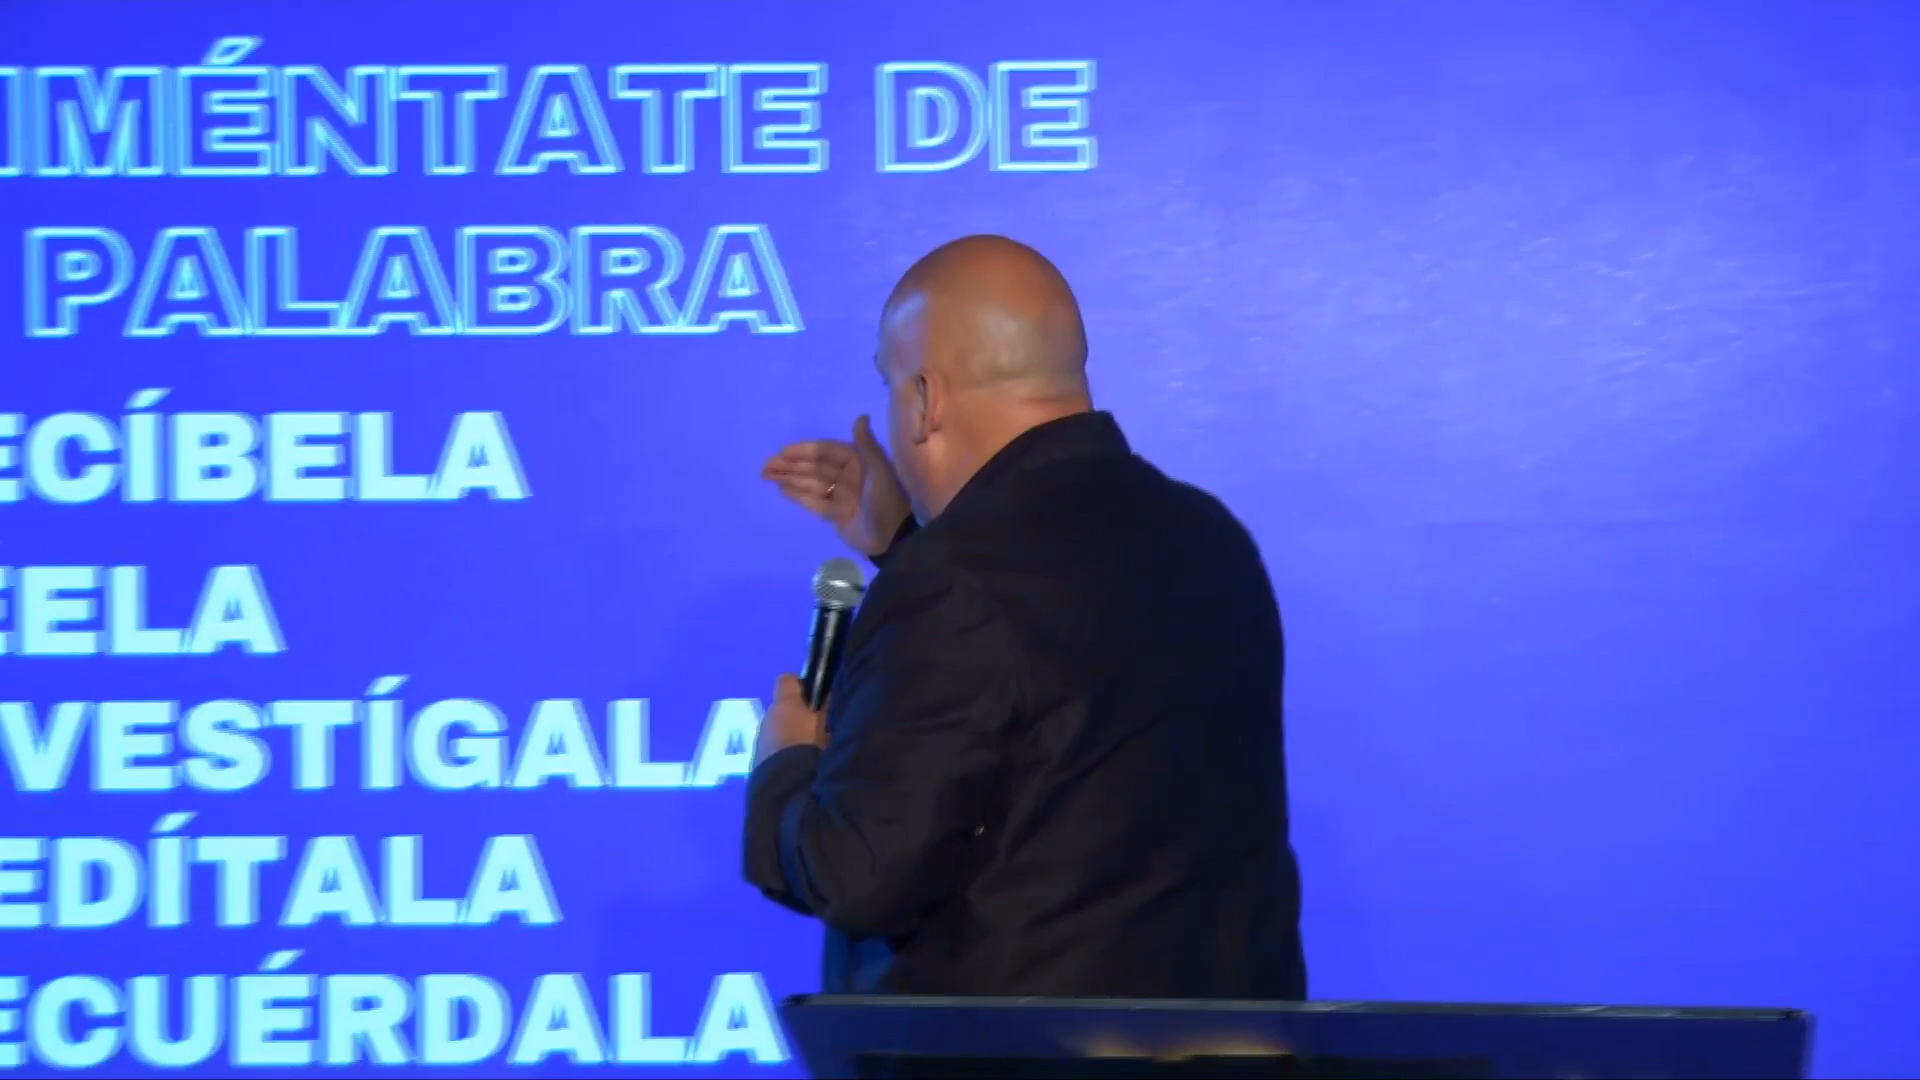 IMÉNTATE DE
PALABRA
ECÍBELA
EELA
VESTÍGALA
EDÍTALA
ECUÉRDALA